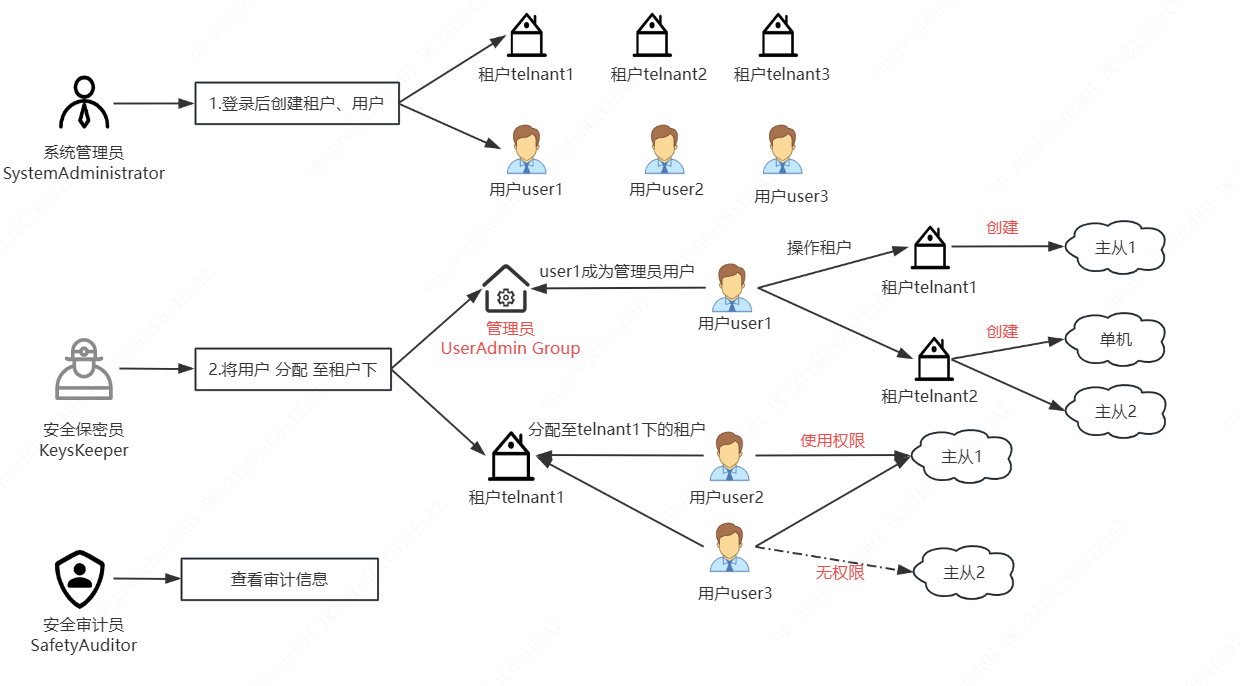 租户telnant1
租户telnant2
租户telnant3
1.登录后创建租户、用户
系统管理员
SystemAdministrator
用户user1
用户user2
用户user3
创建
操作租户
主从1
user1成为管理员用户
租户telnant1
用户user1
管理员
UserAdmin Group
创建
单机
2.将用户 分配 至租户下
租户telnant2
主从2
安全保密员
KeysKeeper
分配至telnant1下的租户
使用权限
主从1
租户telnant1
用户user2
无权限
主从2
用户user3
查看审计信息
安全审计员
SafetyAuditor